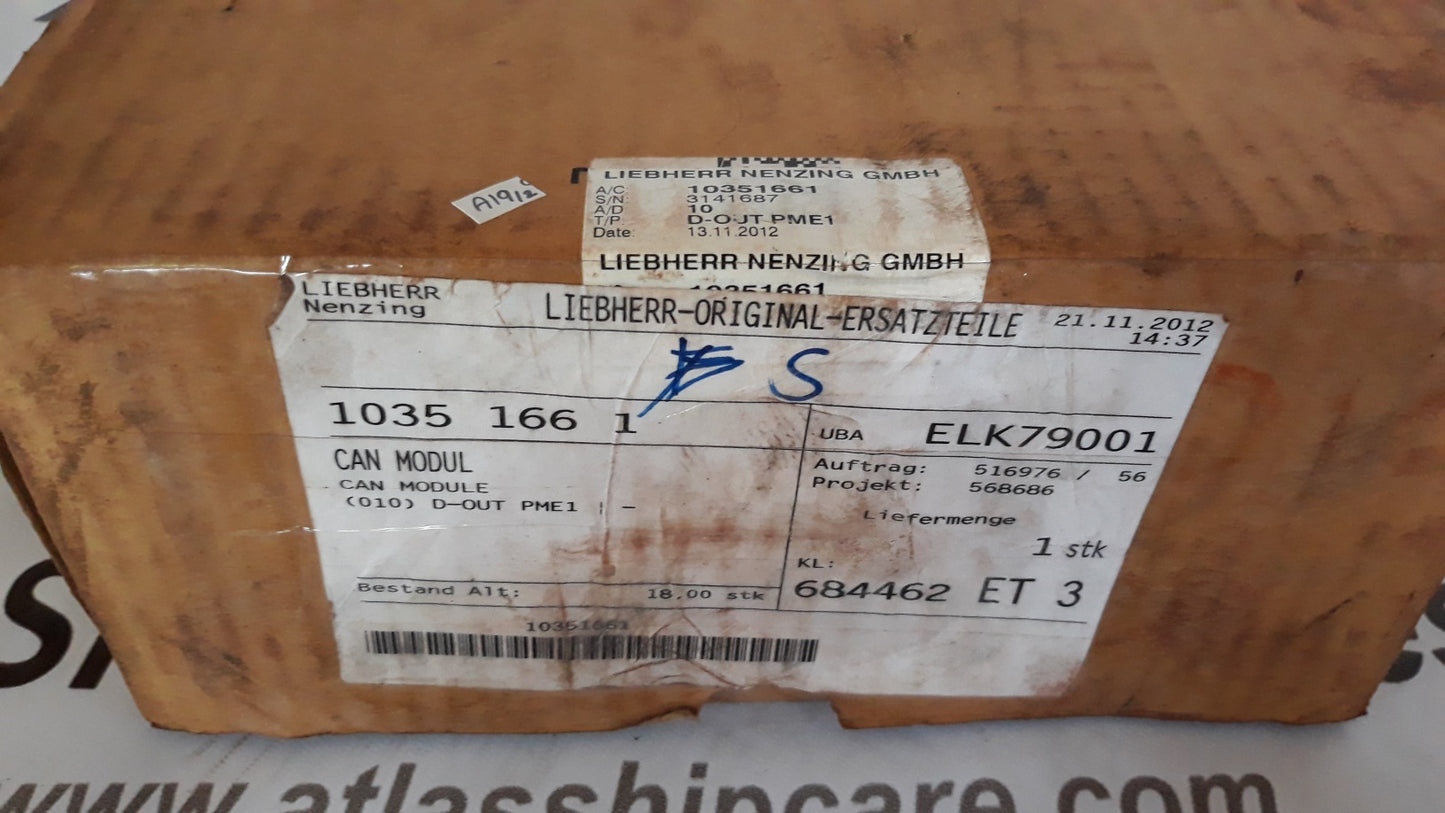 A19/2
LIEBHERR NENZING GMBH
A/C 10351661
S/N: 3141687
A/D 10
T/P: D-OUT PME1
Date: 13.11.2012
LIEBHERR NENZING GMBH
10351661
LIEBHERR
Nenzing
LIEBHERR-ORIGINAL-ERSATZTEILE
21.11.2012
14:37
S
1035 166 1
UBA ELK79001
CAN MODUL
CAN MODULE
(010) D-OUT PME1 | -
Auftrag: 516976 / 56
Projekt: 568686
Liefermenge
1 stk
KL:
684462 ET 3
Bestand Alt: 18.00 stk
10351661
www.atlasshipcare.com